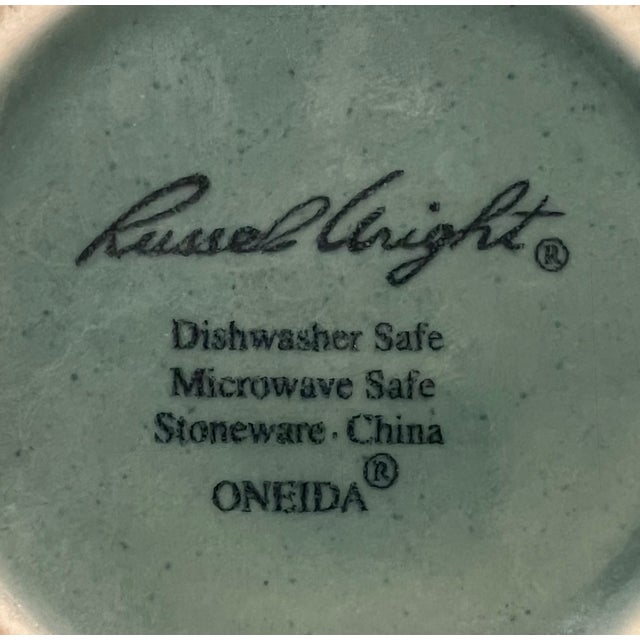 Russel Wright®
Dishwasher Safe
Microwave Safe
Stoneware · China
ONEIDA®